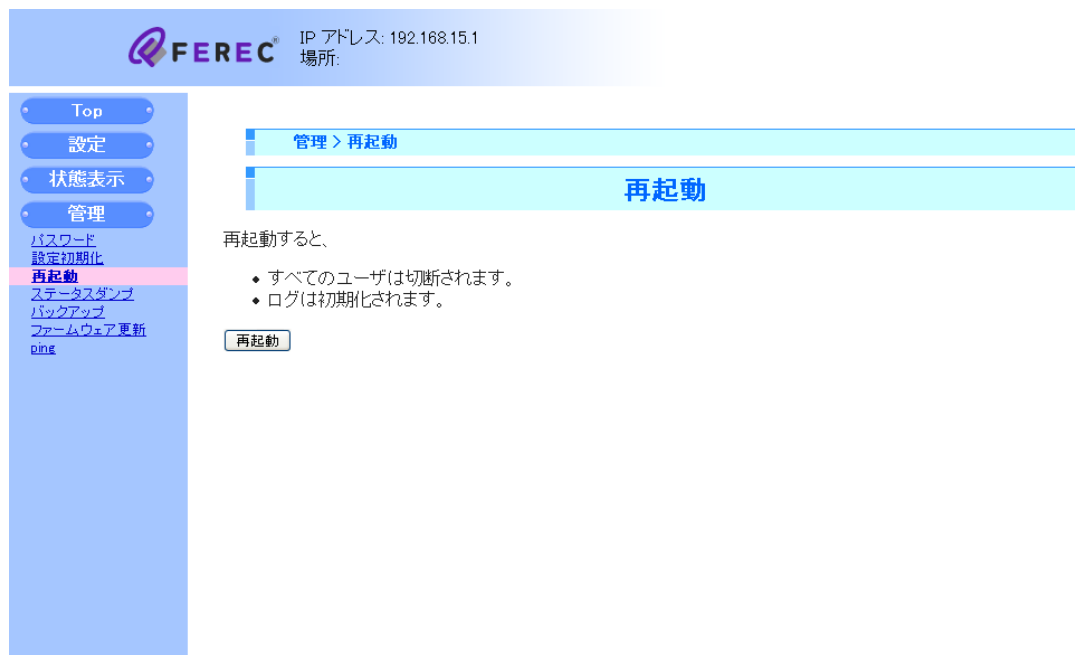 FEREC®
IP アドレス: 192.168.15.1
場所:
Top
設定
状態表示
管理
パスワード
設定初期化
再起動
ステータスダンプ
バックアップ
ファームウェア更新
ping
管理 > 再起動
再起動
再起動すると、
• すべてのユーザは切断されます。
• ログは初期化されます。
再起動